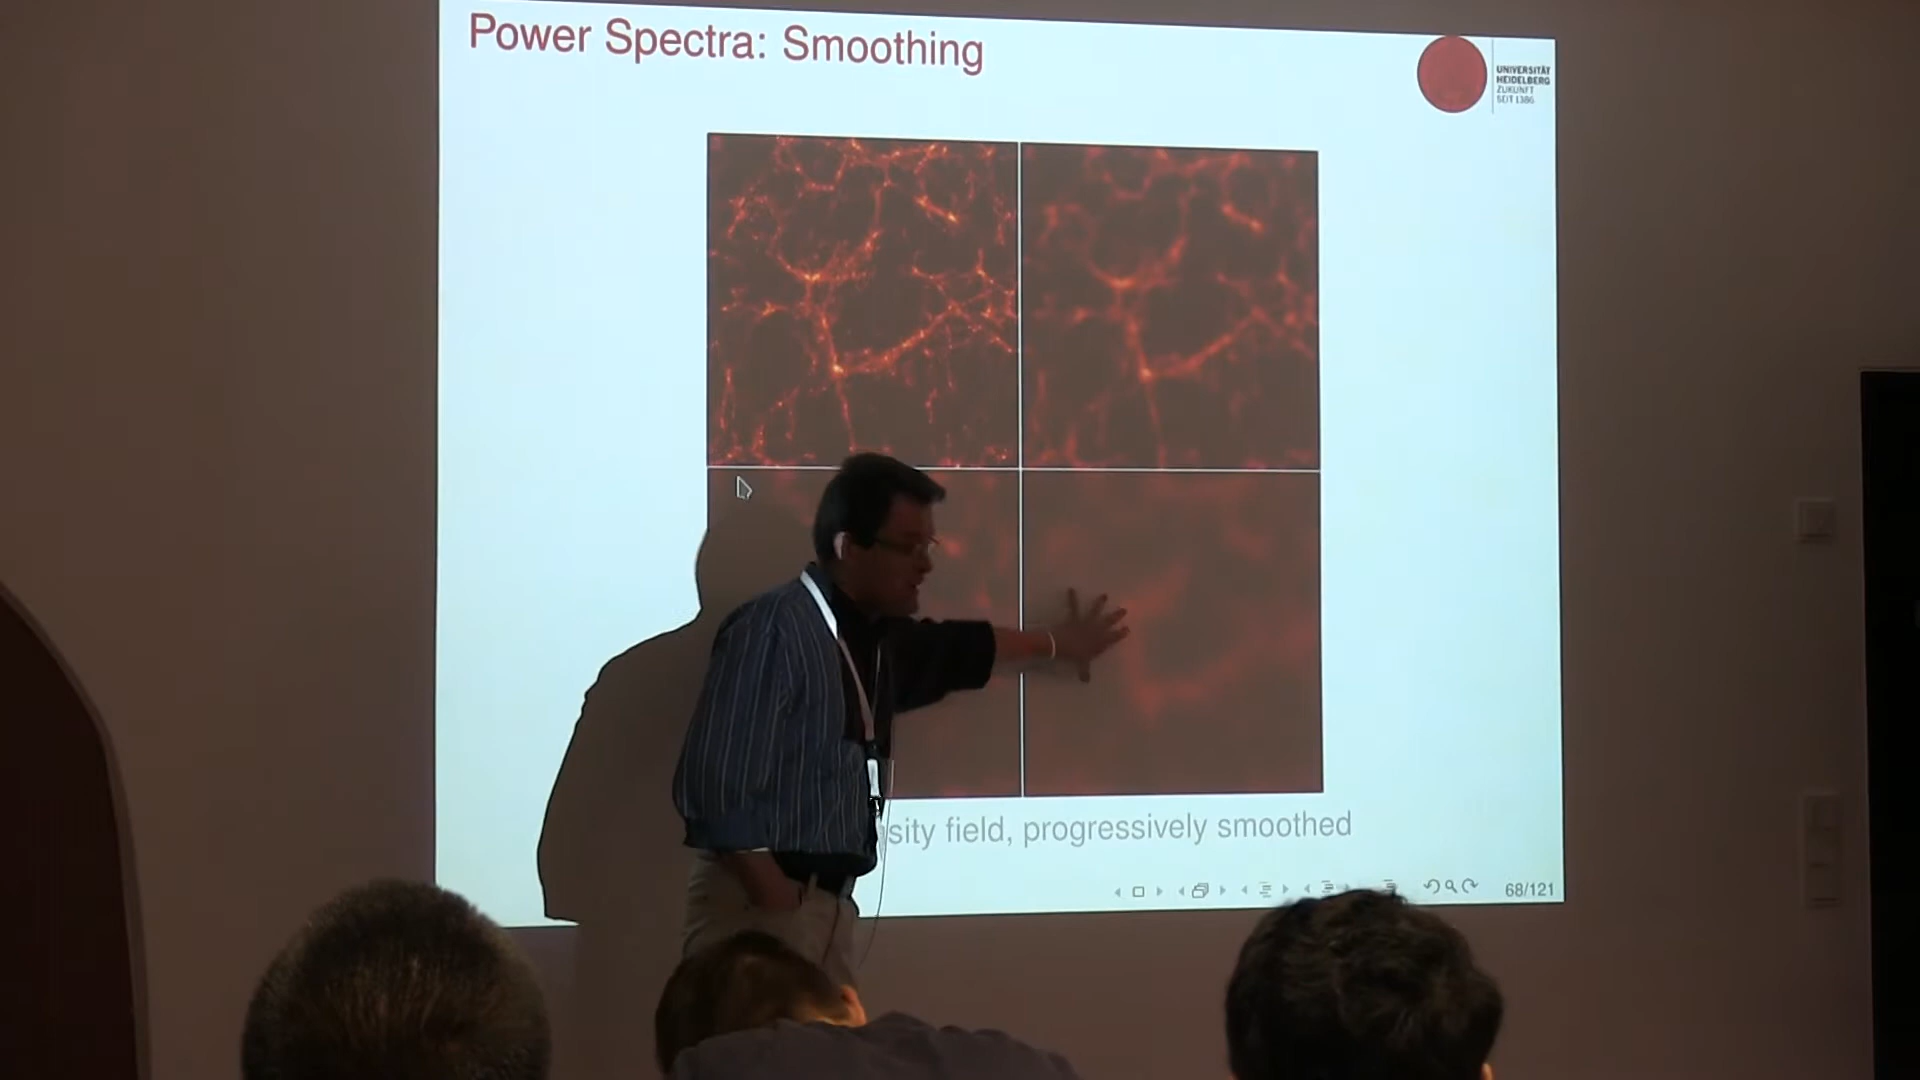 Power Spectra: Smoothing
UNIVERSITÄT
HEIDELBERG
ZUKUNFT
SEIT 1386
sity field, progressively smoothed
68/121